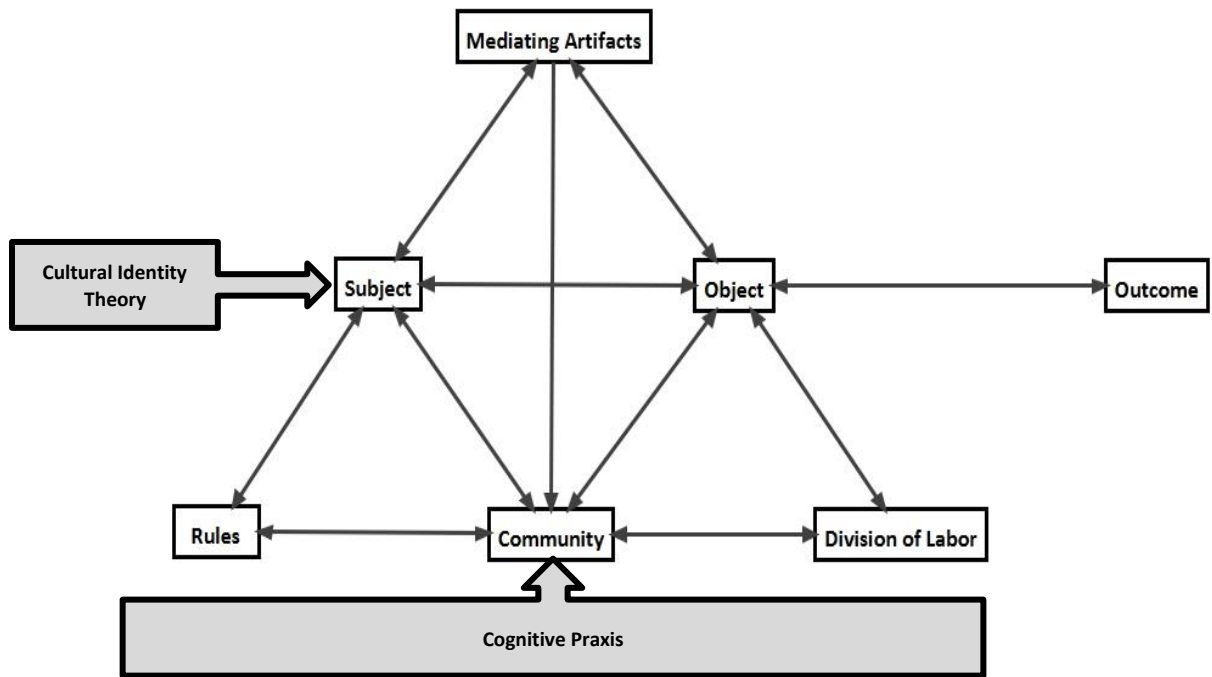 Mediating Artifacts
Cultural Identity
Theory
Subject
Object
Outcome
Rules
Community
Division of Labor
Cognitive Praxis